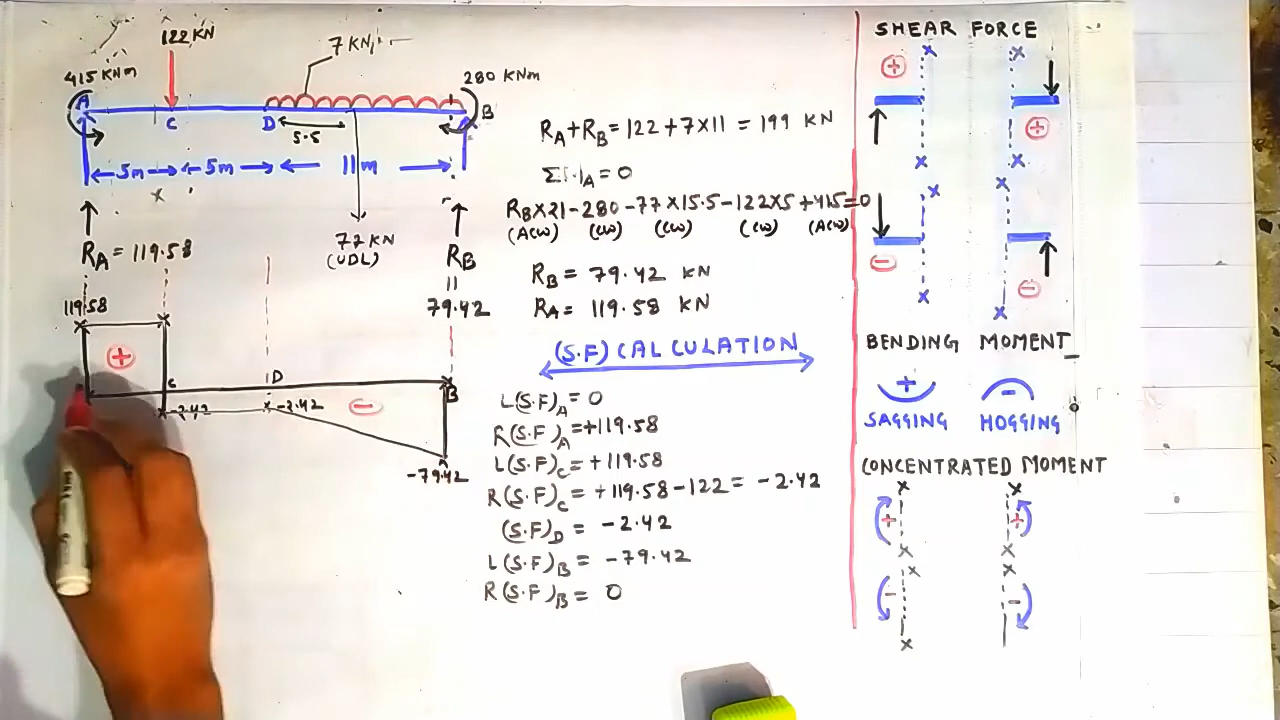 122 KN
7 KN/
415 KNm
280 KNm
A
C
D
B
5.5
5m
5m
11m
77 KN
(UDL)
RA = 119.58
RB
=
79.42
119.58
+
C
D
B
-2.42
-2.42
-
-79.42
RA + RB = 122 + 7×11 = 199 KN
RB×21 - 280 - 77×15.5 - 122×5 + 415 = 0
(ACW) (CW) (CW) (CW) (ACW)
RB = 79.42 KN
RA = 119.58 KN
(S.F) CALCULATION
L(S.F)A = 0
R(S.F)A = +119.58
L(S.F)C = +119.58
R(S.F)C = +119.58 - 122 = -2.42
(S.F)D = -2.42
L(S.F)B = -79.42
R(S.F)B = 0
SHEAR FORCE
+
+
-
-
BENDING MOMENT
+ -
SAGGING HOGGING
CONCENTRATED MOMENT
+ +
- -